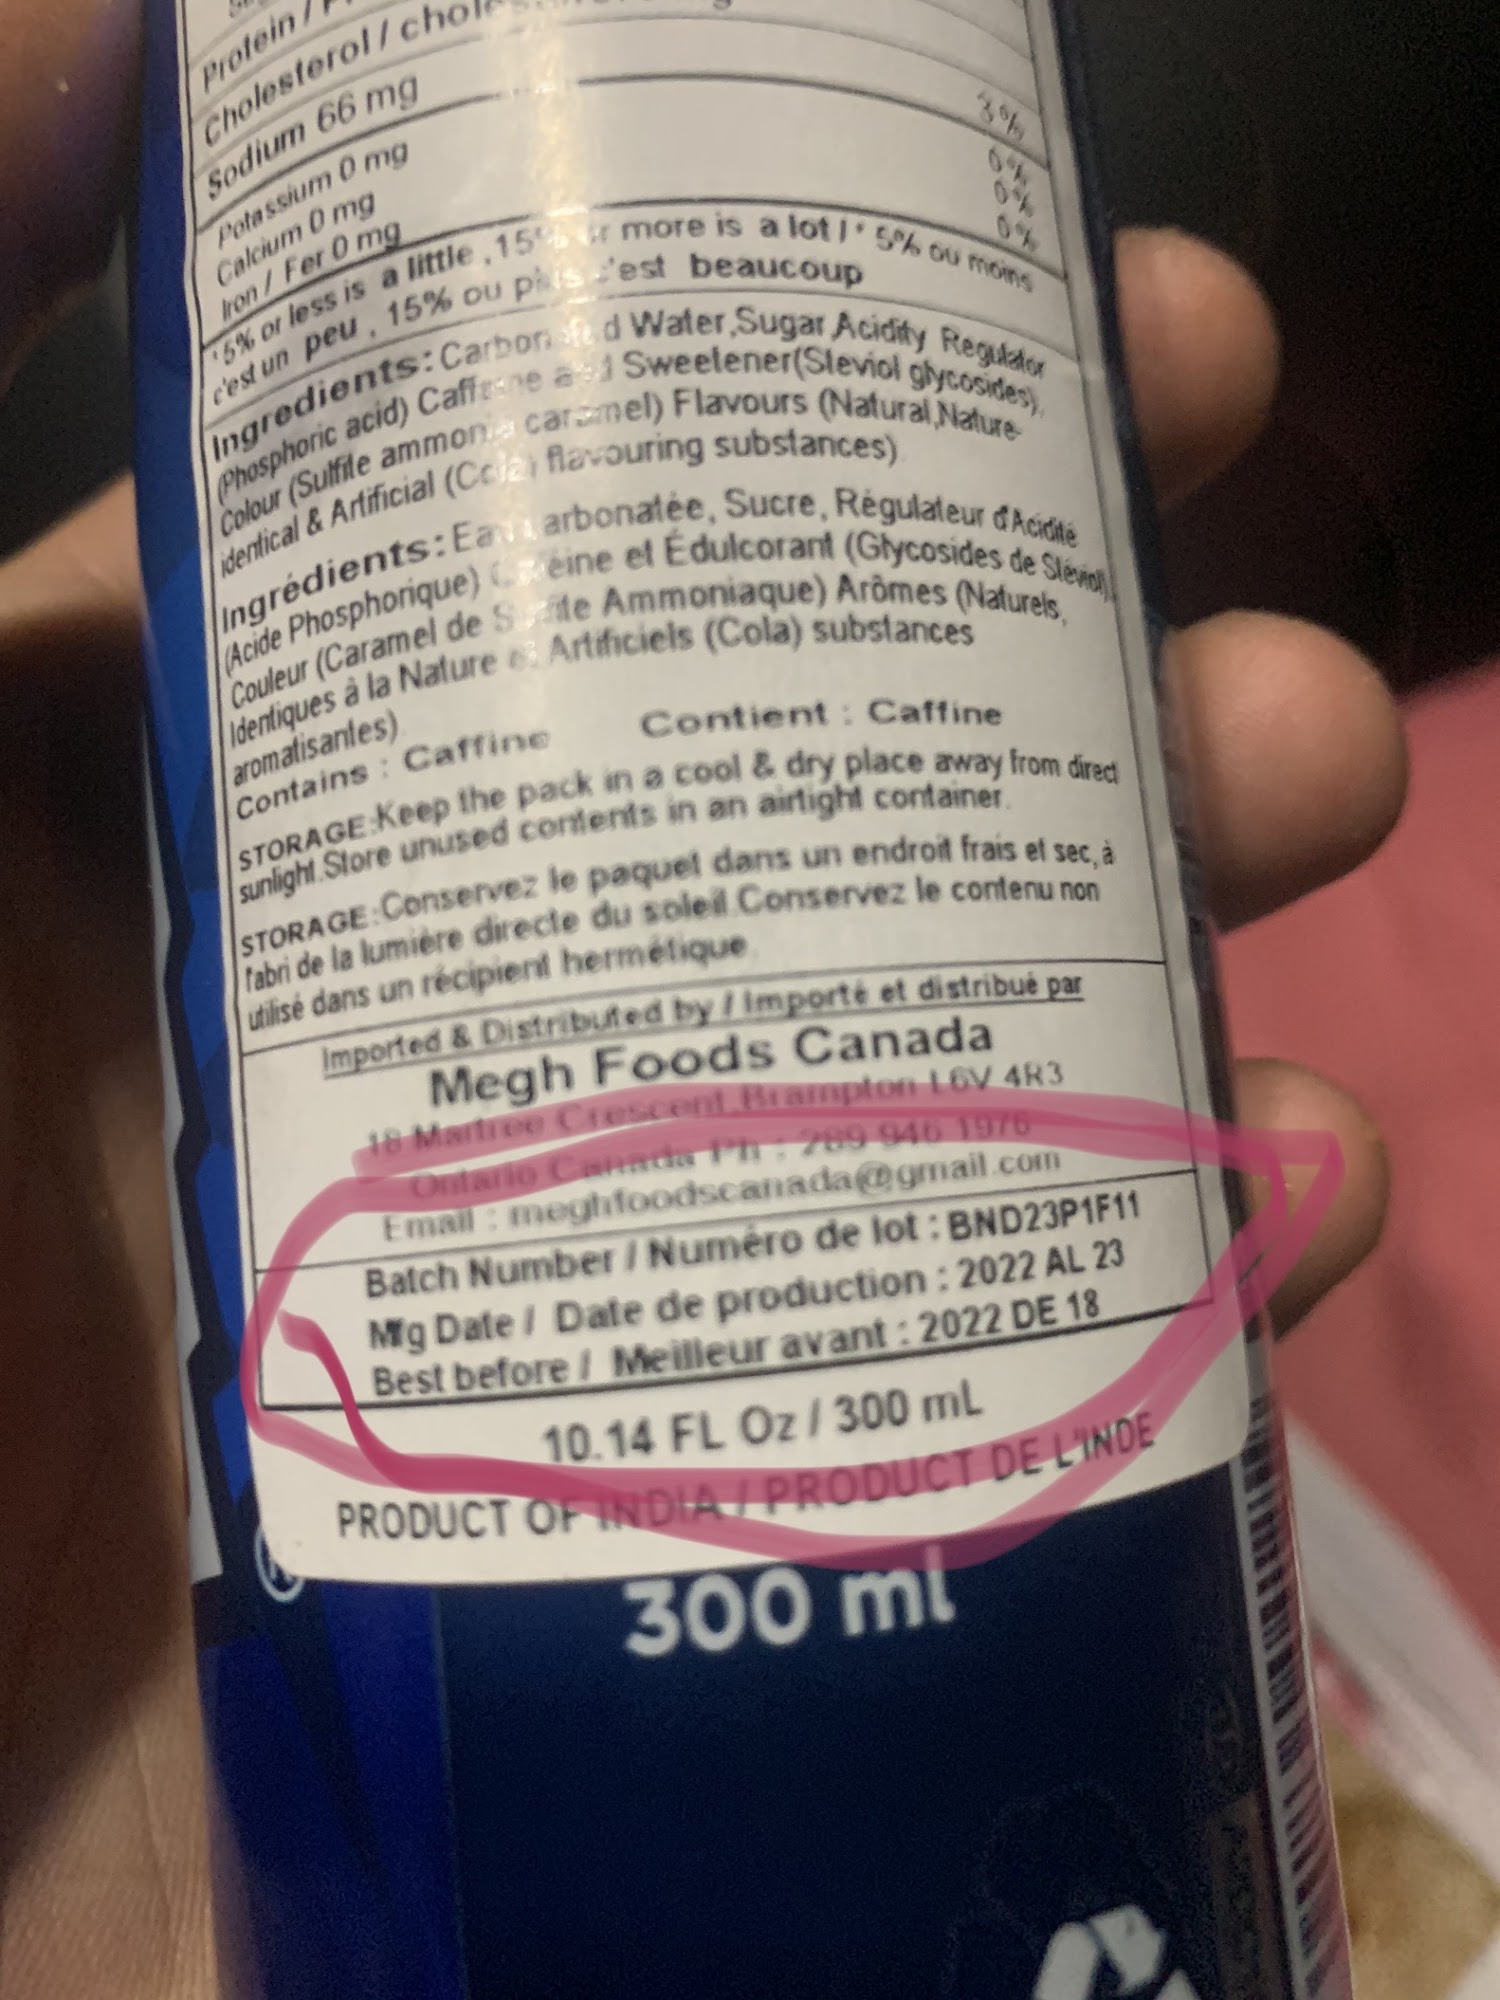 Protein /
Cholesterol /
Sodium 66 mg 3%
Potassium 0 mg 0%
Calcium 0 mg 0%
Iron / Fer 0 mg 0%
*5% or less is a little , 15% or more is a lot / * 5% ou moins
c'est un peu , 15% ou plus c'est beaucoup
Ingredients: Carbonated Water,Sugar,Acidity Regulator
(Phosphoric acid) Caffeine and Sweetener(Steviol glycosides),
Colour (Sulfite ammonia caramel) Flavours (Natural,Nature-
identical & Artificial (Cola) flavouring substances).
Ingrédients: Eau carbonatée, Sucre, Régulateur d'Acidité
(Acide Phosphorique) Caféine et Édulcorant (Glycosides de Stéviol),
Couleur (Caramel de Sulfite Ammoniaque) Arômes (Naturels,
Identiques à la Nature et Artificiels (Cola) substances
aromatisantes)
Contains : Caffine Contient : Caffine
STORAGE:Keep the pack in a cool & dry place away from direct
sunlight.Store unused contents in an airtight container.
STORAGE:Conservez le paquet dans un endroit frais et sec, à
l'abri de la lumière directe du soleil.Conservez le contenu non
utilisé dans un récipient hermétique.
Imported & Distributed by / Importé et distribué par
Megh Foods Canada
18 Martree Crescent,Brampton L6V 4R3
Ontario Canada Ph : 289 946 1976
Email : meghfoodscanada@gmail.com
Batch Number / Numéro de lot : BND23P1F11
Mfg Date / Date de production : 2022 AL 23
Best before / Meilleur avant : 2022 DE 18
10.14 FL Oz / 300 mL
PRODUCT OF INDIA / PRODUCT DE L'INDE
300 ml